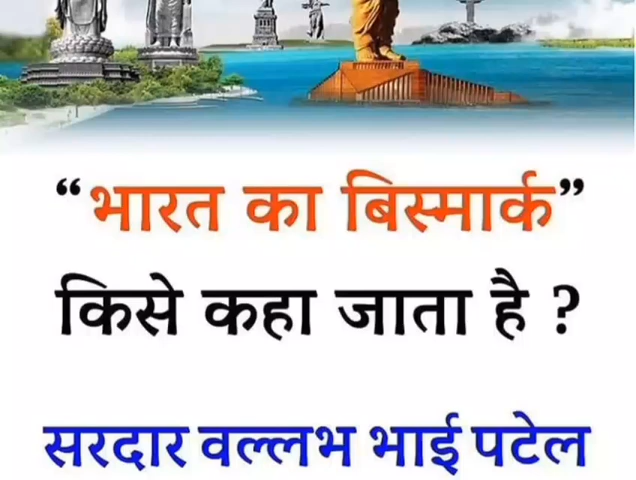 “भारत का बिस्मार्क”
किसे कहा जाता है ?
सरदार वल्लभ भाई पटेल